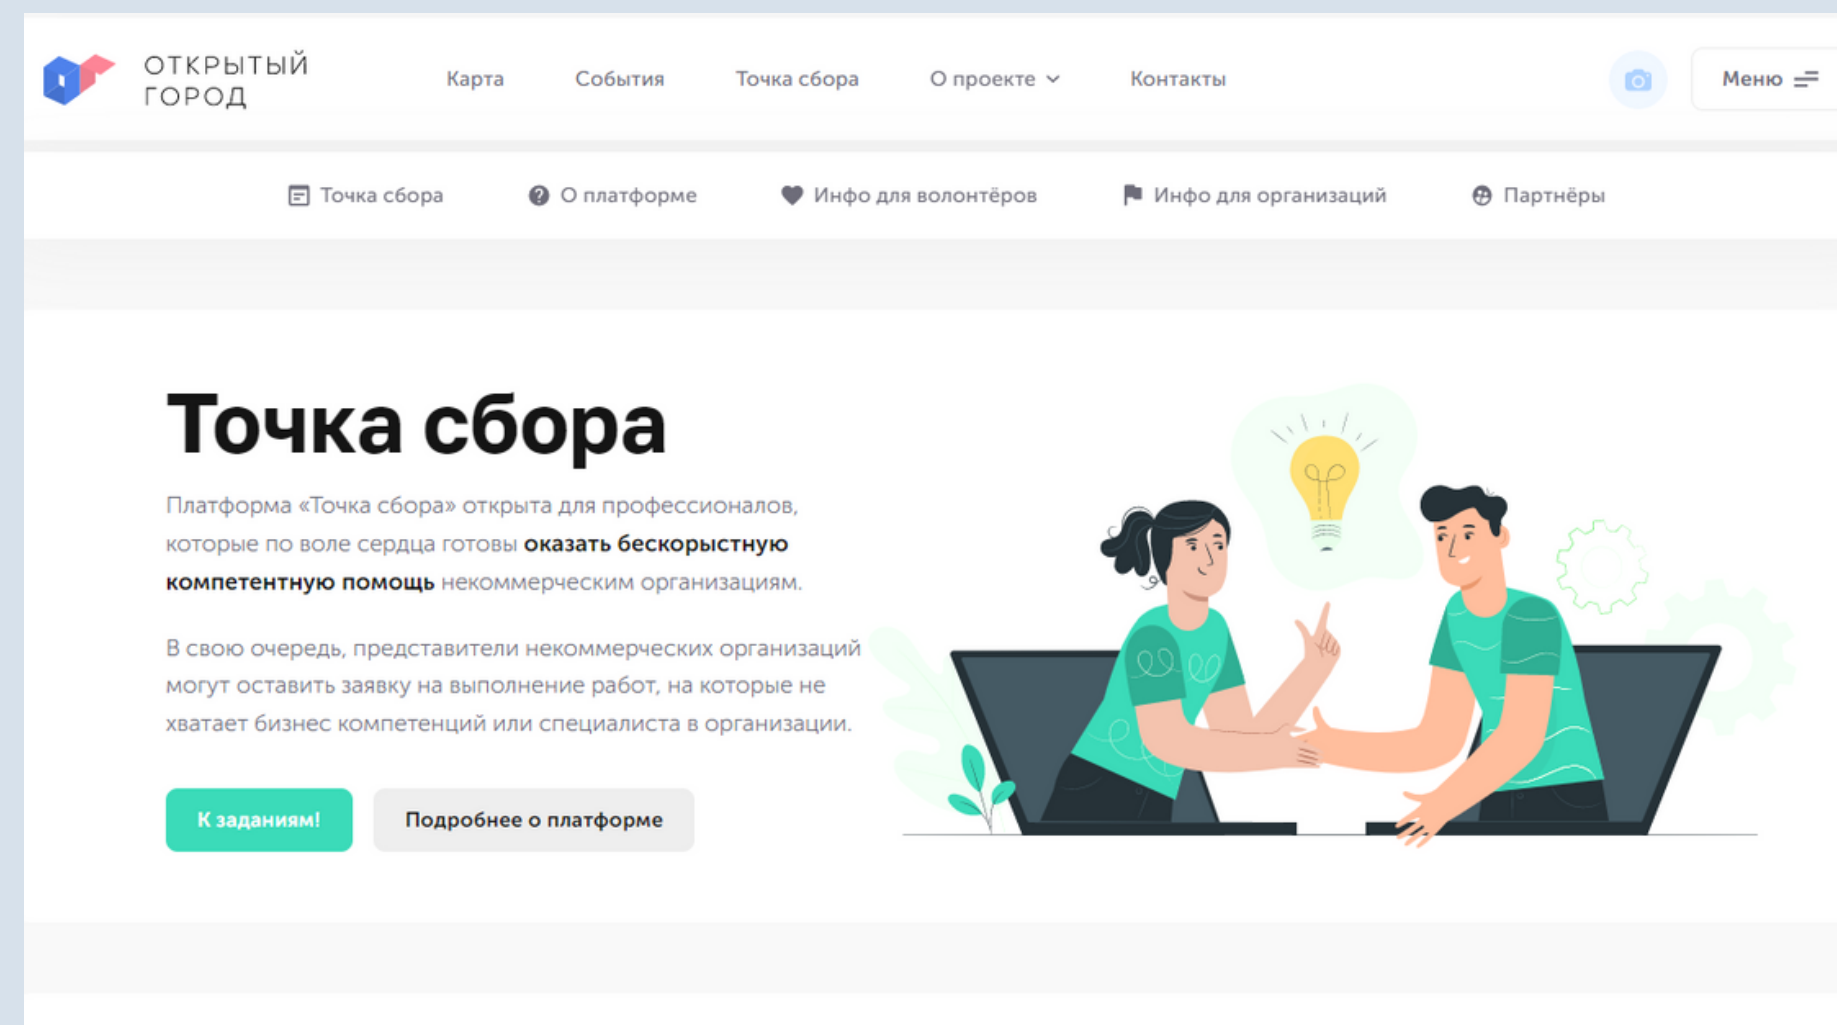 ОТКРЫТЫЙ
ГОРОД
Карта
События
Точка сбора
О проекте
Контакты
Меню
Точка сбора
О платформе
Инфо для волонтёров
Инфо для организаций
Партнёры
Точка сбора
Платформа «Точка сбора» открыта для профессионалов,
которые по воле сердца готовы оказать бескорыстную
компетентную помощь некоммерческим организациям.
В свою очередь, представители некоммерческих организаций
могут оставить заявку на выполнение работ, на которые не
хватает бизнес компетенций или специалиста в организации.
К заданиям!
Подробнее о платформе